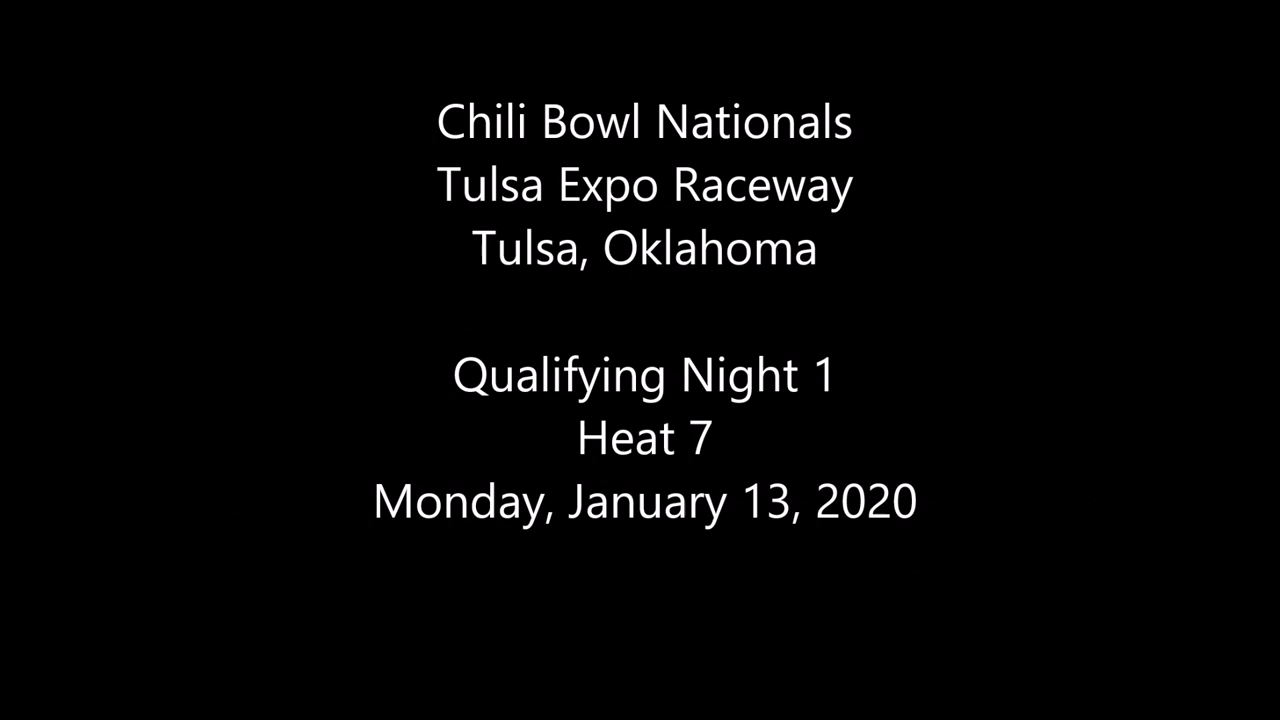 Chili Bowl Nationals
Tulsa Expo Raceway
Tulsa, Oklahoma
Qualifying Night 1
Heat 7
Monday, January 13, 2020